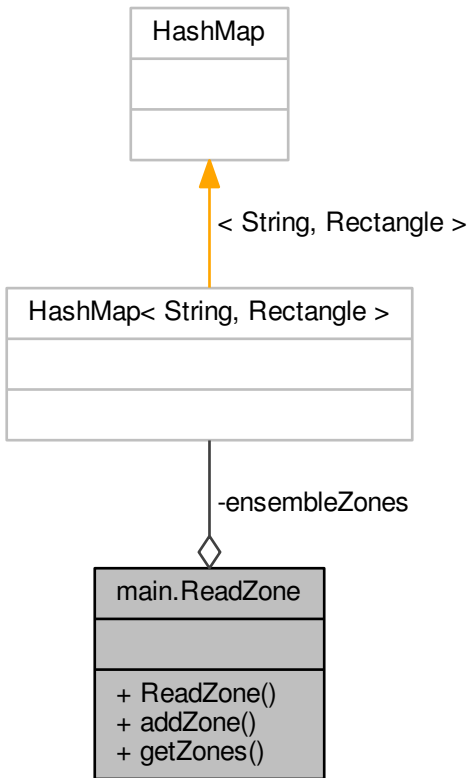 HashMap
< String, Rectangle >
HashMap< String, Rectangle >
-ensembleZones
main.ReadZone
+ ReadZone()
+ addZone()
+ getZones()